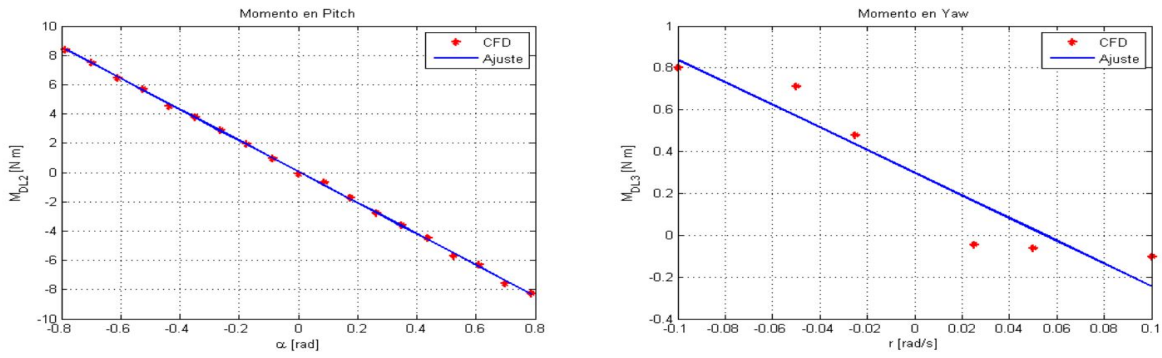 Momento en Pitch
M_DL2 [N m]
10
8
6
4
2
0
-2
-4
-6
-8
-10
-0.8 -0.6 -0.4 -0.2 0 0.2 0.4 0.6 0.8
α [rad]
CFD
Ajuste
Momento en Yaw
M_DL3 [N m]
1
0.8
0.6
0.4
0.2
0
-0.2
-0.4
-0.1 -0.08 -0.06 -0.04 -0.02 0 0.02 0.04 0.06 0.08 0.1
r [rad/s]
CFD
Ajuste